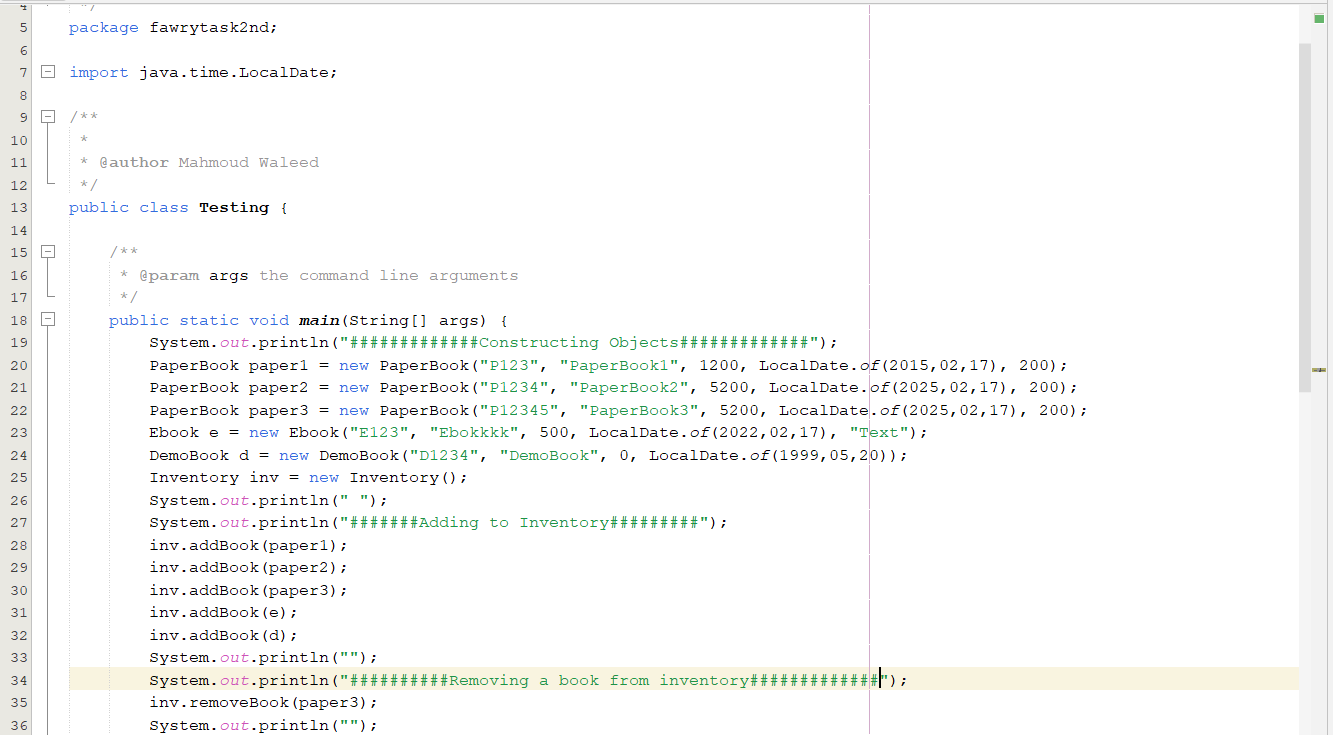 4 */
5 package fawrytask2nd;
6
7 import java.time.LocalDate;
8
9 /**
10 *
11 * @author Mahmoud Waleed
12 */
13 public class Testing {
14
15 /**
16 * @param args the command line arguments
17 */
18 public static void main(String[] args) {
19 System.out.println("#############Constructing Objects#############");
20 PaperBook paper1 = new PaperBook("P123", "PaperBook1", 1200, LocalDate.of(2015,02,17), 200);
21 PaperBook paper2 = new PaperBook("P1234", "PaperBook2", 5200, LocalDate.of(2025,02,17), 200);
22 PaperBook paper3 = new PaperBook("P12345", "PaperBook3", 5200, LocalDate.of(2025,02,17), 200);
23 Ebook e = new Ebook("E123", "Ebokkkk", 500, LocalDate.of(2022,02,17), "Text");
24 DemoBook d = new DemoBook("D1234", "DemoBook", 0, LocalDate.of(1999,05,20));
25 Inventory inv = new Inventory();
26 System.out.println(" ");
27 System.out.println("#######Adding to Inventory#########");
28 inv.addBook(paper1);
29 inv.addBook(paper2);
30 inv.addBook(paper3);
31 inv.addBook(e);
32 inv.addBook(d);
33 System.out.println("");
34 System.out.println("##########Removing a book from inventory#############");
35 inv.removeBook(paper3);
36 System.out.println("");